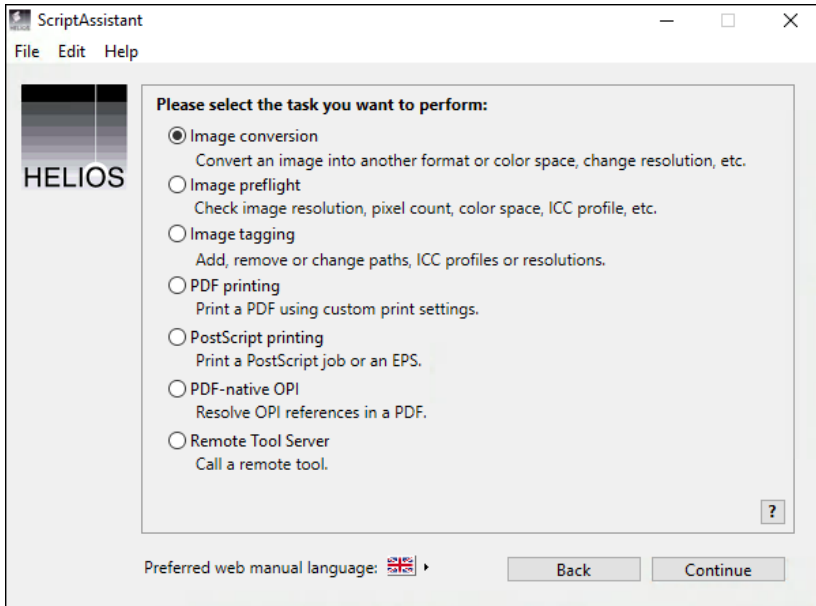 ScriptAssistant
File Edit Help
HELIOS
Please select the task you want to perform:
Image conversion
Convert an image into another format or color space, change resolution, etc.
Image preflight
Check image resolution, pixel count, color space, ICC profile, etc.
Image tagging
Add, remove or change paths, ICC profiles or resolutions.
PDF printing
Print a PDF using custom print settings.
PostScript printing
Print a PostScript job or an EPS.
PDF-native OPI
Resolve OPI references in a PDF.
Remote Tool Server
Call a remote tool.
?
Preferred web manual language:
Back Continue